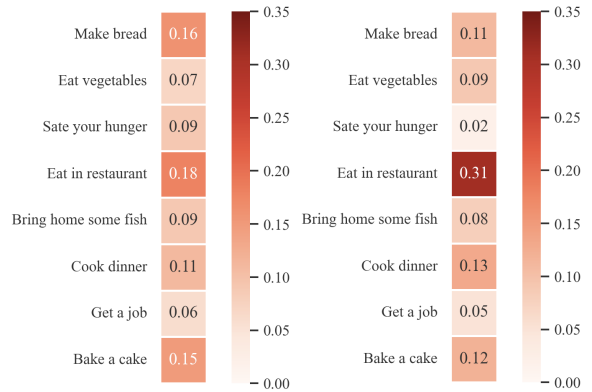 Make bread 0.16
Eat vegetables 0.07
Sate your hunger 0.09
Eat in restaurant 0.18
Bring home some fish 0.09
Cook dinner 0.11
Get a job 0.06
Bake a cake 0.15
0.35
0.30
0.25
0.20
0.15
0.10
0.05
0.00
Make bread 0.11
Eat vegetables 0.09
Sate your hunger 0.02
Eat in restaurant 0.31
Bring home some fish 0.08
Cook dinner 0.13
Get a job 0.05
Bake a cake 0.12
0.35
0.30
0.25
0.20
0.15
0.10
0.05
0.00